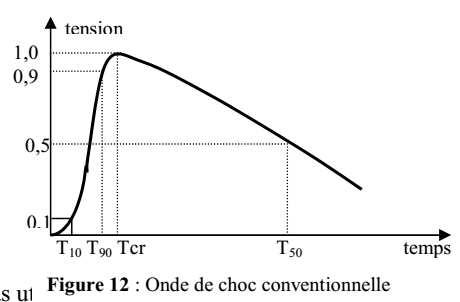 tension
1,0
0,9
0,5
0.1
T10 T90 Tcr T50 temps
Figure 12 : Onde de choc conventionnelle